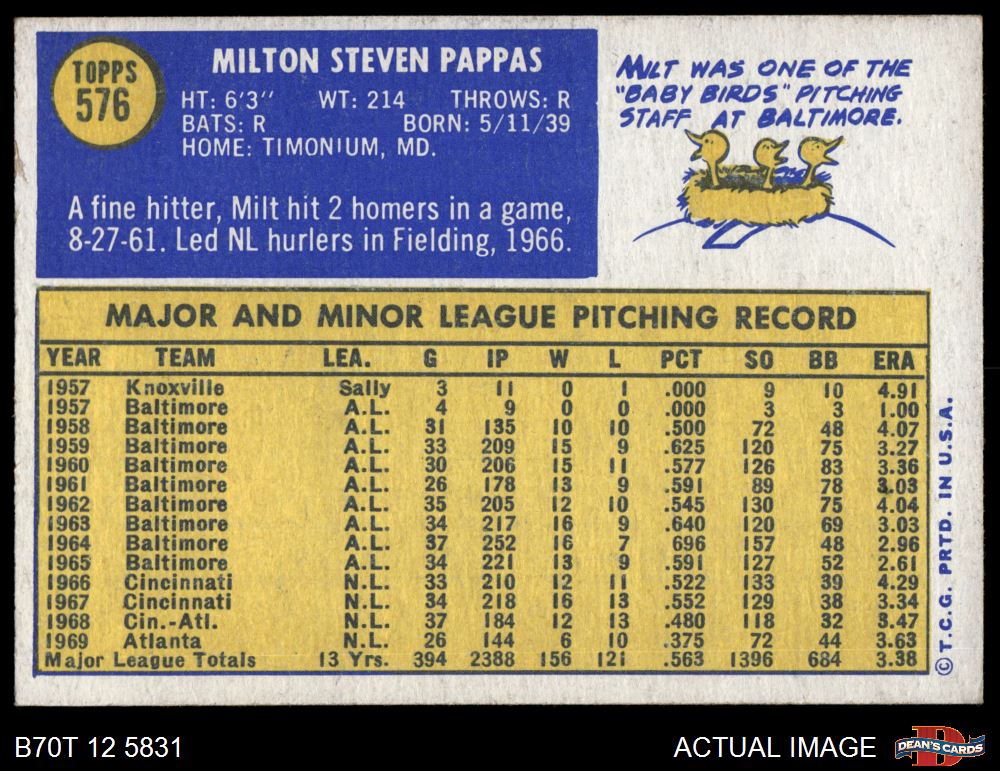 TOPPS
576
MILTON STEVEN PAPPAS
HT: 6'3" WT: 214 THROWS: R
BATS: R BORN: 5/11/39
HOME: TIMONIUM, MD.
A fine hitter, Milt hit 2 homers in a game,
8-27-61. Led NL hurlers in Fielding, 1966.
MILT WAS ONE OF THE
"BABY BIRDS" PITCHING
STAFF AT BALTIMORE.
MAJOR AND MINOR LEAGUE PITCHING RECORD
YEAR TEAM LEA. G IP W L PCT SO BB ERA
1957 Knoxville Sally 3 11 0 1 .000 9 10 4.91
1957 Baltimore A.L. 4 9 0 0 .000 3 3 1.00
1958 Baltimore A.L. 31 135 10 10 .500 72 48 4.07
1959 Baltimore A.L. 33 209 15 9 .625 120 75 3.27
1960 Baltimore A.L. 30 206 15 11 .577 126 83 3.36
1961 Baltimore A.L. 26 178 13 9 .591 89 78 3.03
1962 Baltimore A.L. 35 205 12 10 .545 130 75 4.04
1963 Baltimore A.L. 34 217 16 9 .640 120 69 3.03
1964 Baltimore A.L. 37 252 16 7 696 157 48 2.96
1965 Baltimore A.L. 34 221 13 9 .591 127 52 2.61
1966 Cincinnati N.L. 33 210 12 11 .522 133 39 4.29
1967 Cincinnati N.L. 34 218 16 13 .552 129 38 3.34
1968 Cin.-Atl. N.L. 37 184 12 13 .480 118 32 3.47
1969 Atlanta N.L. 26 144 6 10 .375 72 44 3.63
Major League Totals 13 Yrs. 394 2388 156 121 .563 1396 684 3.38
© T.C.G. PRTD. IN U.S.A.
B70T 12 5831
ACTUAL IMAGE
DEAN'S CARDS